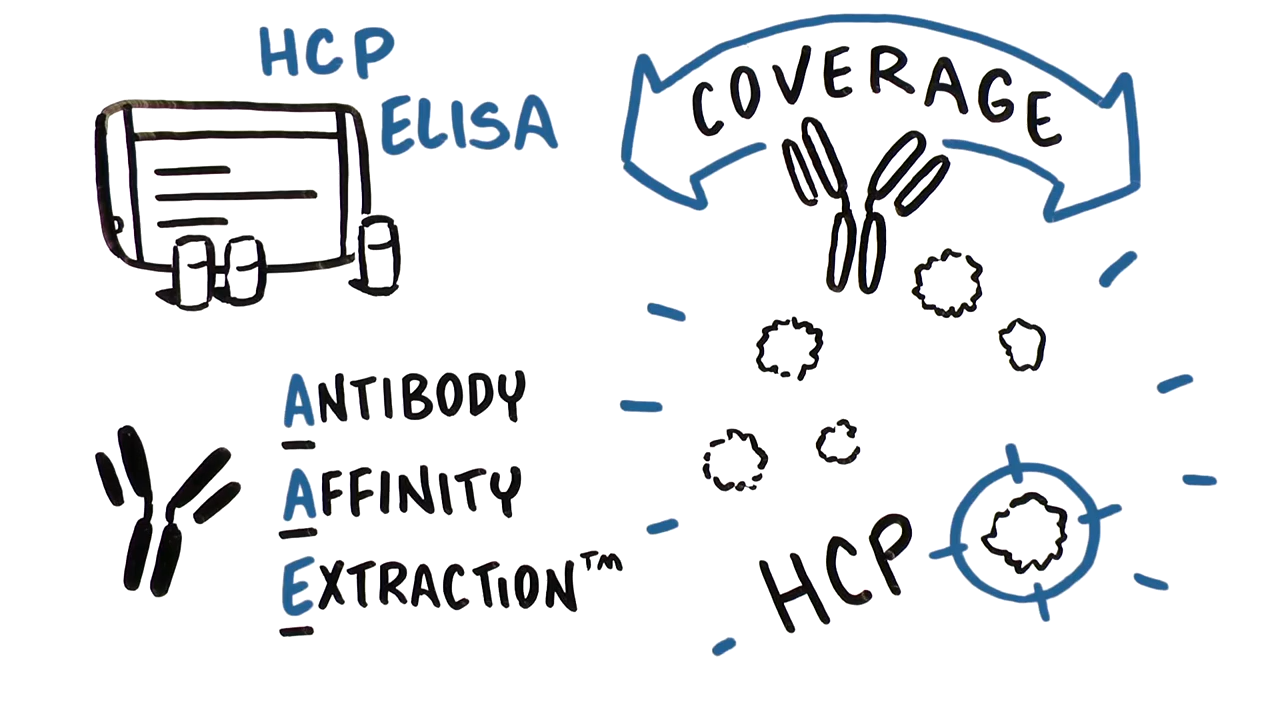 HCP
ELISA
COVERAGE
ANTIBODY
AFFINITY
EXTRACTION™
HCP